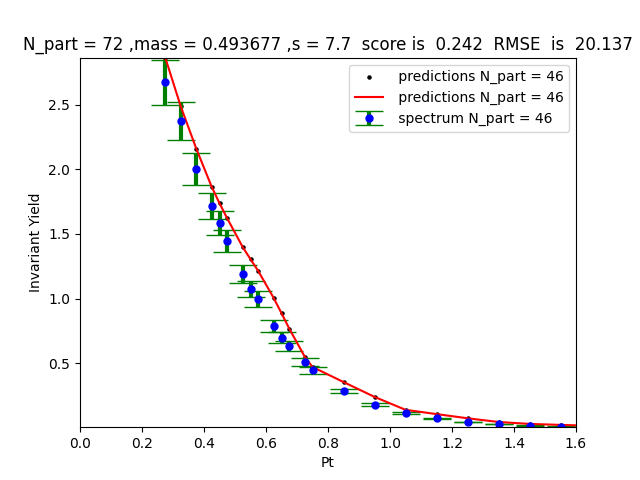 N_part = 72 ,mass = 0.493677 ,s = 7.7  score is  0.242  RMSE  is  20.137
predictions N_part = 46
predictions N_part = 46
spectrum N_part = 46
Invariant Yield
2.5
2.0
1.5
1.0
0.5
0.0 0.2 0.4 0.6 0.8 1.0 1.2 1.4 1.6
Pt